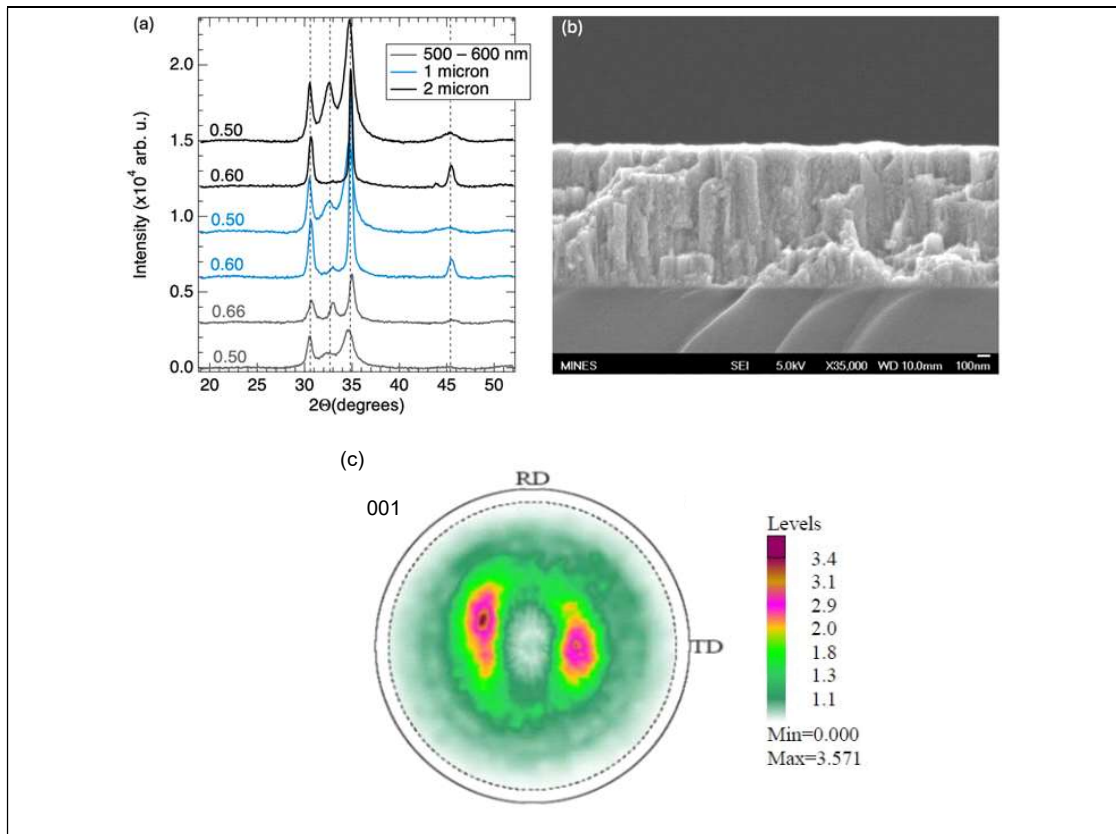 (a)
500 – 600 nm
1 micron
2 micron
0.50
0.60
0.50
0.60
0.66
0.50
Intensity (x10⁴ arb. u.)
2.0
1.5
1.0
0.5
0.0
20 25 30 35 40 45 50
2Θ(degrees)
(b)
MINES SEI 5.0kV X35,000 WD 10.0mm 100nm
(c)
001
RD
TD
Levels
3.4
3.1
2.9
2.0
1.8
1.3
1.1
Min=0.000
Max=3.571